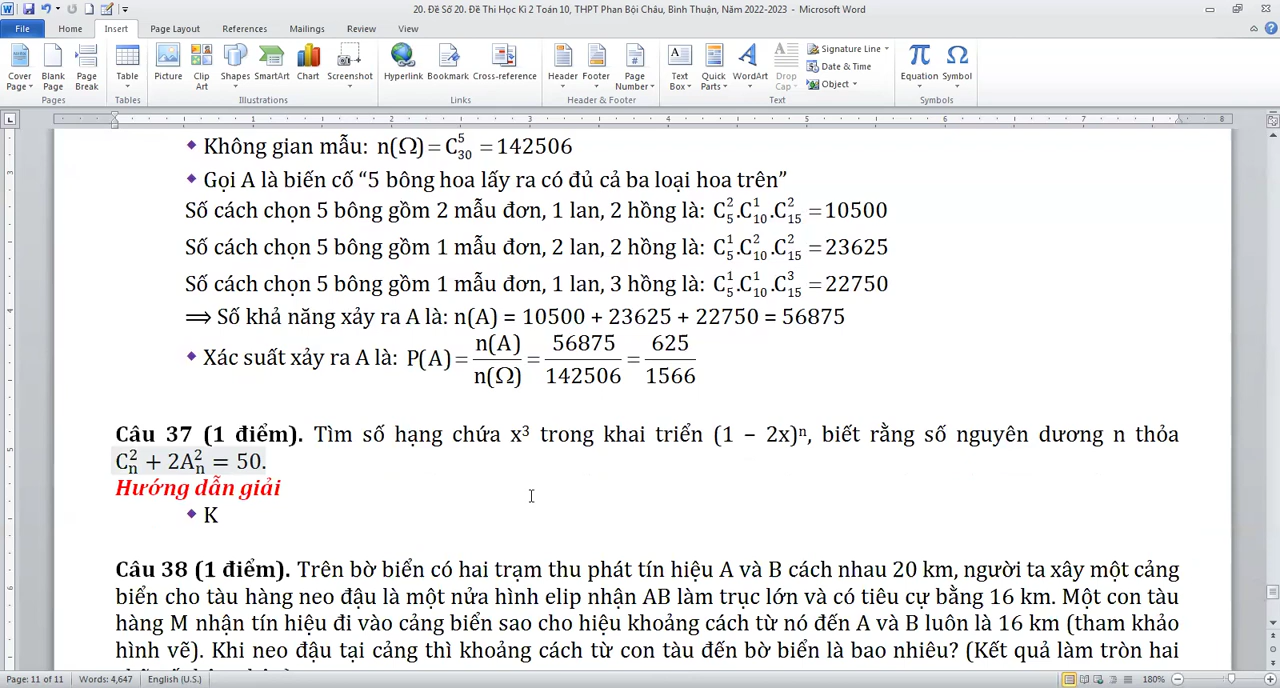 20. Đề Số 20. Đề Thi Học Kì 2 Toán 10, THPT Phan Bội Châu, Bình Thuận, Năm 2022-2023 - Microsoft Word
File Home Insert Page Layout References Mailings Review View
Cover Page Blank Page Page Break Table Picture Clip Art Shapes SmartArt Chart Screenshot Hyperlink Bookmark Cross-reference Header Footer Page Number Text Box Quick Parts WordArt Drop Cap Signature Line Date & Time Object Equation Symbol
Pages Tables Illustrations Links Header & Footer Text Symbols
1 2 3 4 5 6 7 8
Không gian mẫu: n(Ω) = C₃₀⁵ = 142506
Gọi A là biến cố “5 bông hoa lấy ra có đủ cả ba loại hoa trên”
Số cách chọn 5 bông gồm 2 mẫu đơn, 1 lan, 2 hồng là: C₅².C₁₀¹.C₁₅² = 10500
Số cách chọn 5 bông gồm 1 mẫu đơn, 2 lan, 2 hồng là: C₅¹.C₁₀².C₁₅² = 23625
Số cách chọn 5 bông gồm 1 mẫu đơn, 1 lan, 3 hồng là: C₅¹.C₁₀¹.C₁₅³ = 22750
⟹ Số khả năng xảy ra A là: n(A) = 10500 + 23625 + 22750 = 56875
Xác suất xảy ra A là: P(A) = n(A)/n(Ω) = 56875/142506 = 625/1566
Câu 37 (1 điểm). Tìm số hạng chứa x³ trong khai triển (1 – 2x)ⁿ, biết rằng số nguyên dương n thỏa
Cₙ² + 2Aₙ² = 50.
Hướng dẫn giải
K
Câu 38 (1 điểm). Trên bờ biển có hai trạm thu phát tín hiệu A và B cách nhau 20 km, người ta xây một cảng
biển cho tàu hàng neo đậu là một nửa hình elip nhận AB làm trục lớn và có tiêu cự bằng 16 km. Một con tàu
hàng M nhận tín hiệu đi vào cảng biển sao cho hiệu khoảng cách từ nó đến A và B luôn là 16 km (tham khảo
hình vẽ). Khi neo đậu tại cảng thì khoảng cách từ con tàu đến bờ biển là bao nhiêu? (Kết quả làm tròn hai
Page: 11 of 11 Words: 4,647 English (U.S.) 180%